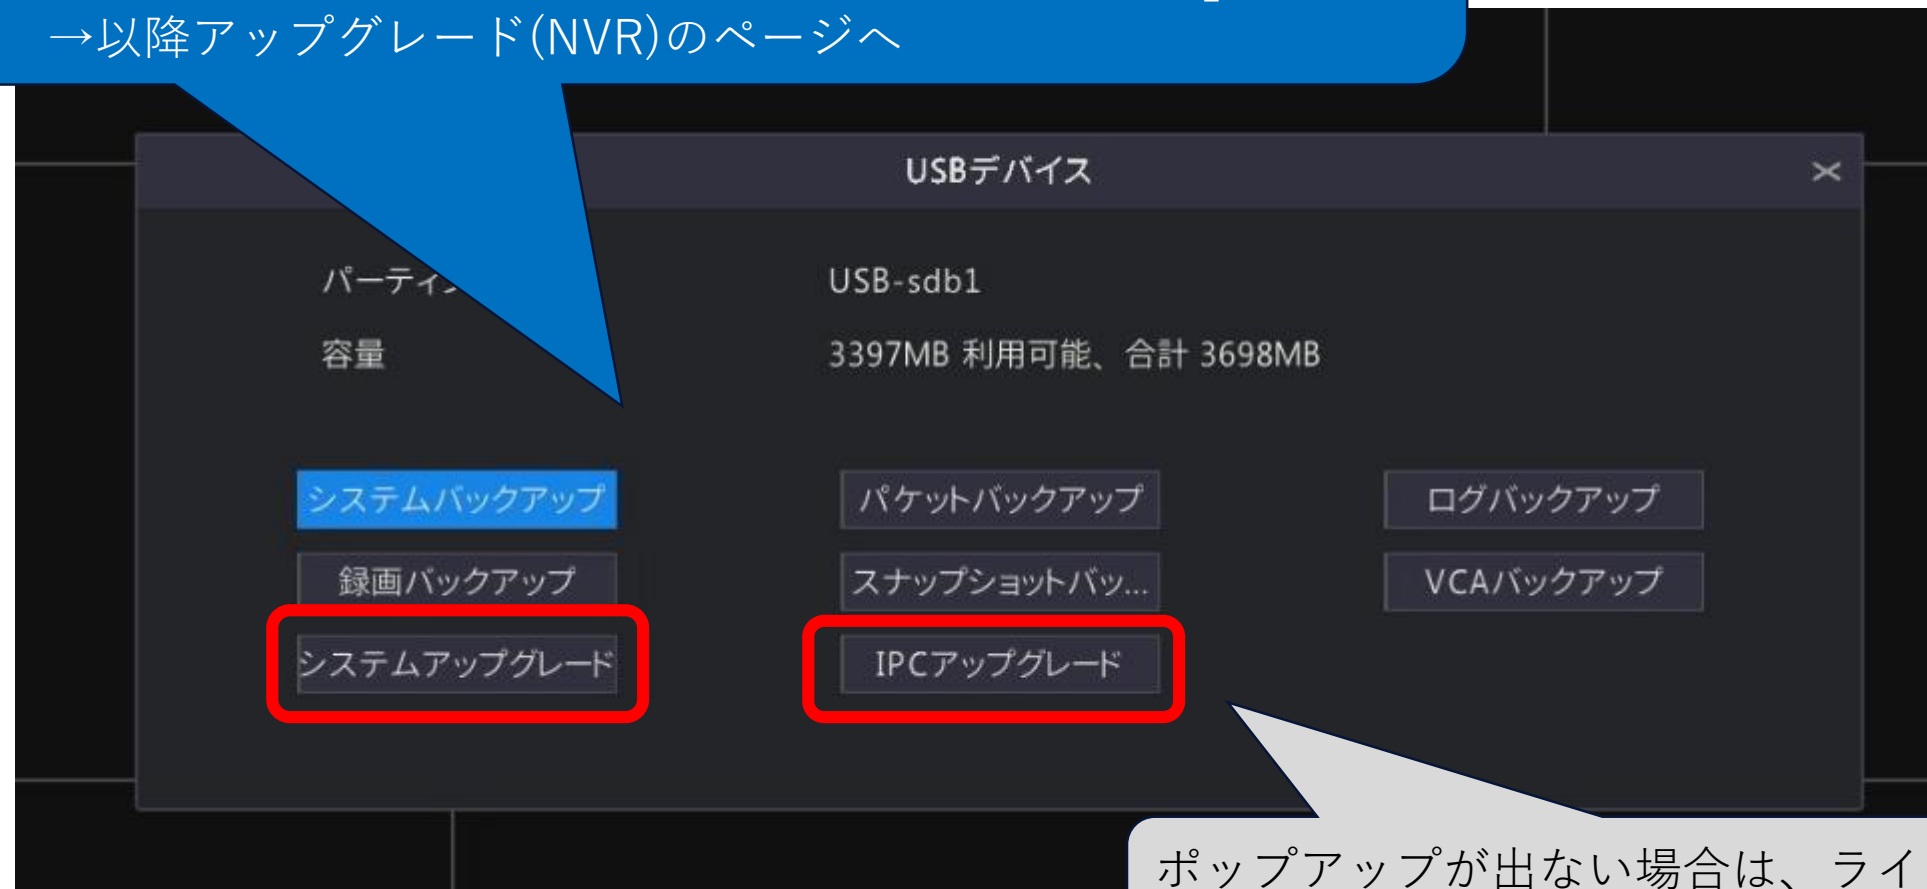 →以降アップグレード(NVR)のページへ
USBデバイス
パーティ
USB-sdb1
容量
3397MB 利用可能、合計 3698MB
システムバックアップ
パケットバックアップ
ログバックアップ
録画バックアップ
スナップショットバッ...
VCAバックアップ
システムアップグレード
IPCアップグレード
ポップアップが出ない場合は、ライ